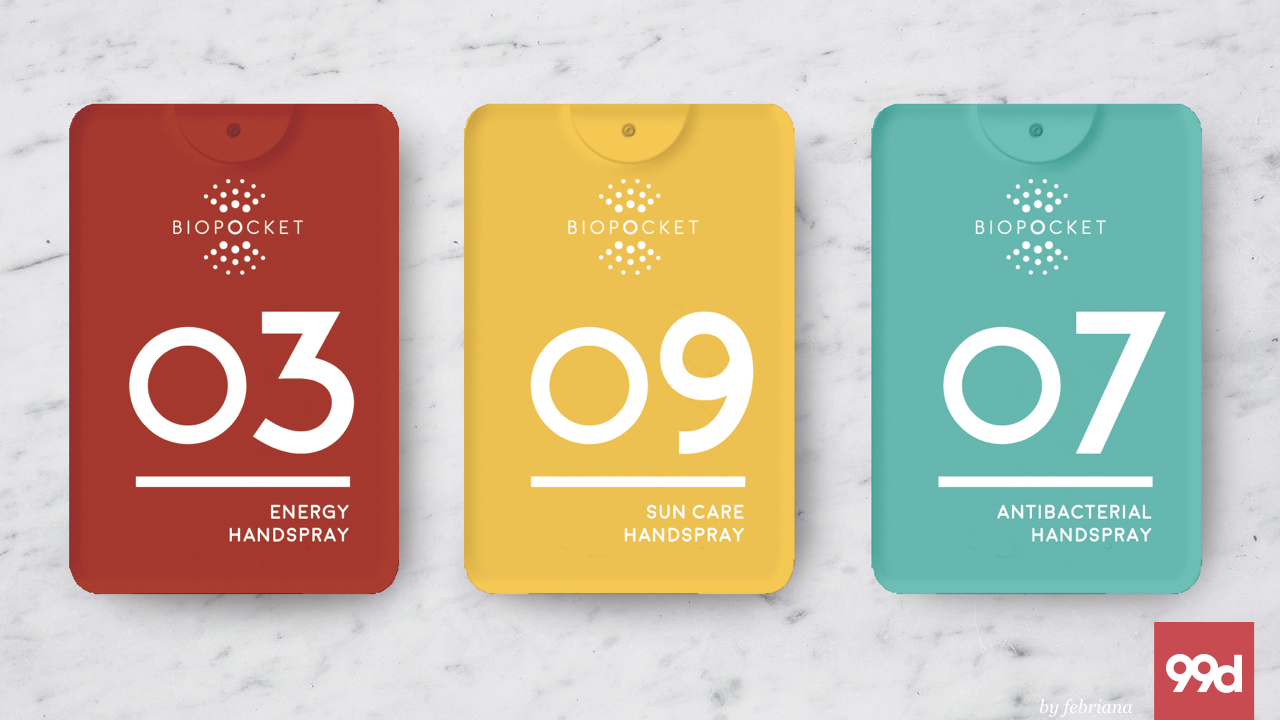 BIOPOCKET
03
ENERGY
HANDSPRAY
BIOPOCKET
09
SUN CARE
HANDSPRAY
BIOPOCKET
07
ANTIBACTERIAL
HANDSPRAY
99d
by febriana